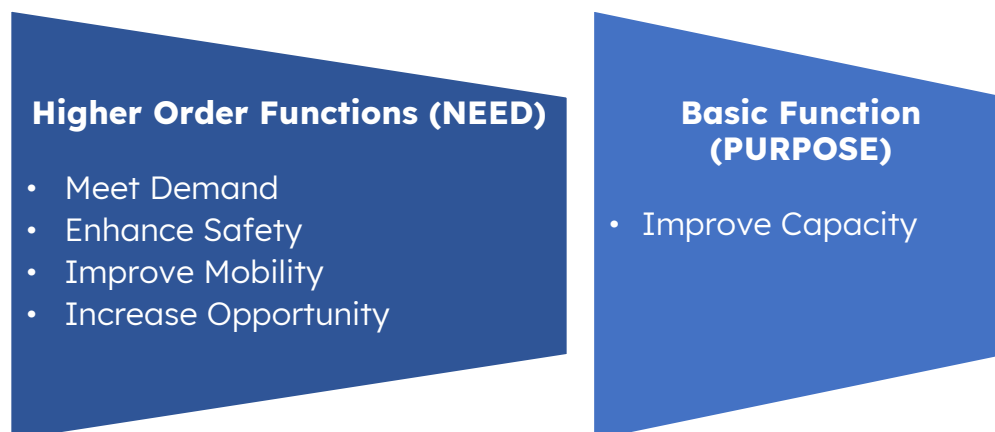 Higher Order Functions (NEED)
• Meet Demand
• Enhance Safety
• Improve Mobility
• Increase Opportunity
Basic Function
(PURPOSE)
• Improve Capacity